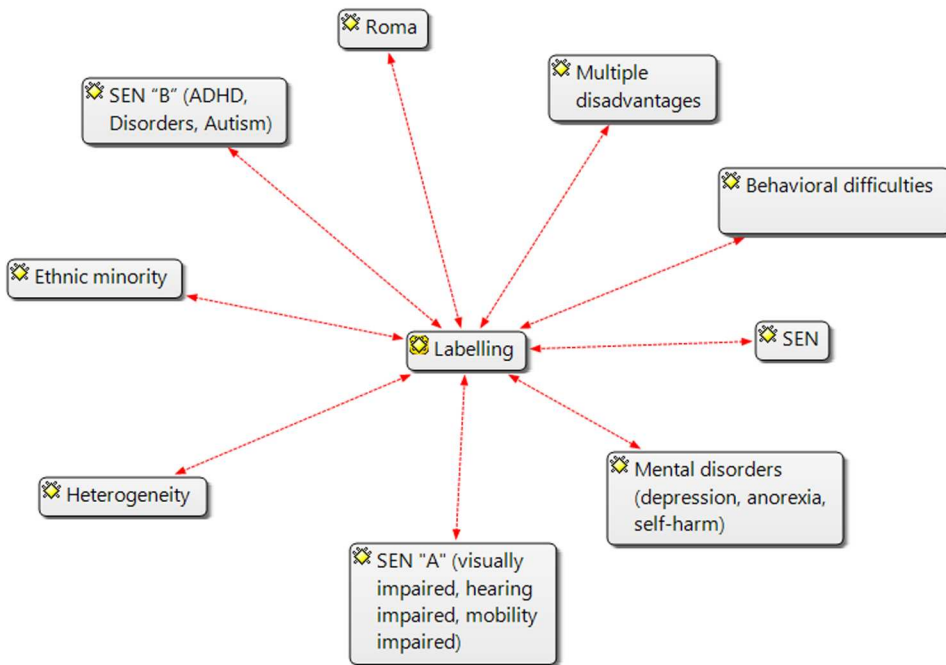 Roma
SEN “B” (ADHD,
Disorders, Autism)
Multiple
disadvantages
Behavioral difficulties
Ethnic minority
Labelling
SEN
Heterogeneity
Mental disorders
(depression, anorexia,
self-harm)
SEN "A" (visually
impaired, hearing
impaired, mobility
impaired)